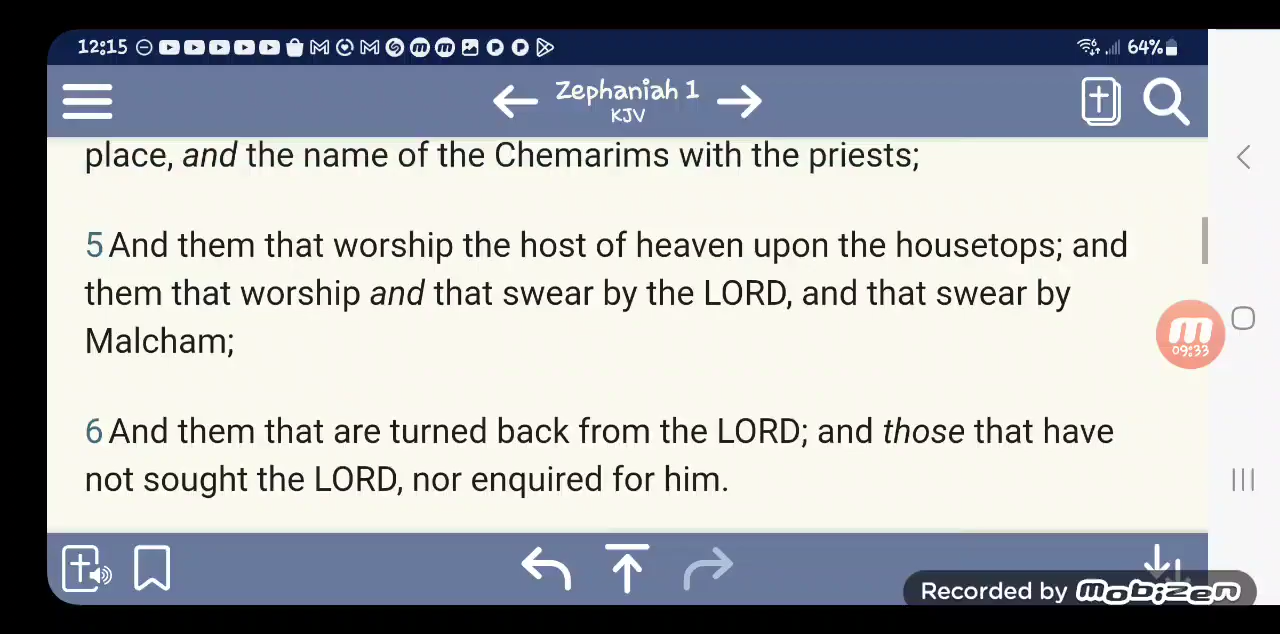 12:15
64%
Zephaniah 1
KJV
place, and the name of the Chemarims with the priests;
5 And them that worship the host of heaven upon the housetops; and
them that worship and that swear by the LORD, and that swear by
Malcham;
09:33
6 And them that are turned back from the LORD; and those that have
not sought the LORD, nor enquired for him.
Recorded by mobizen